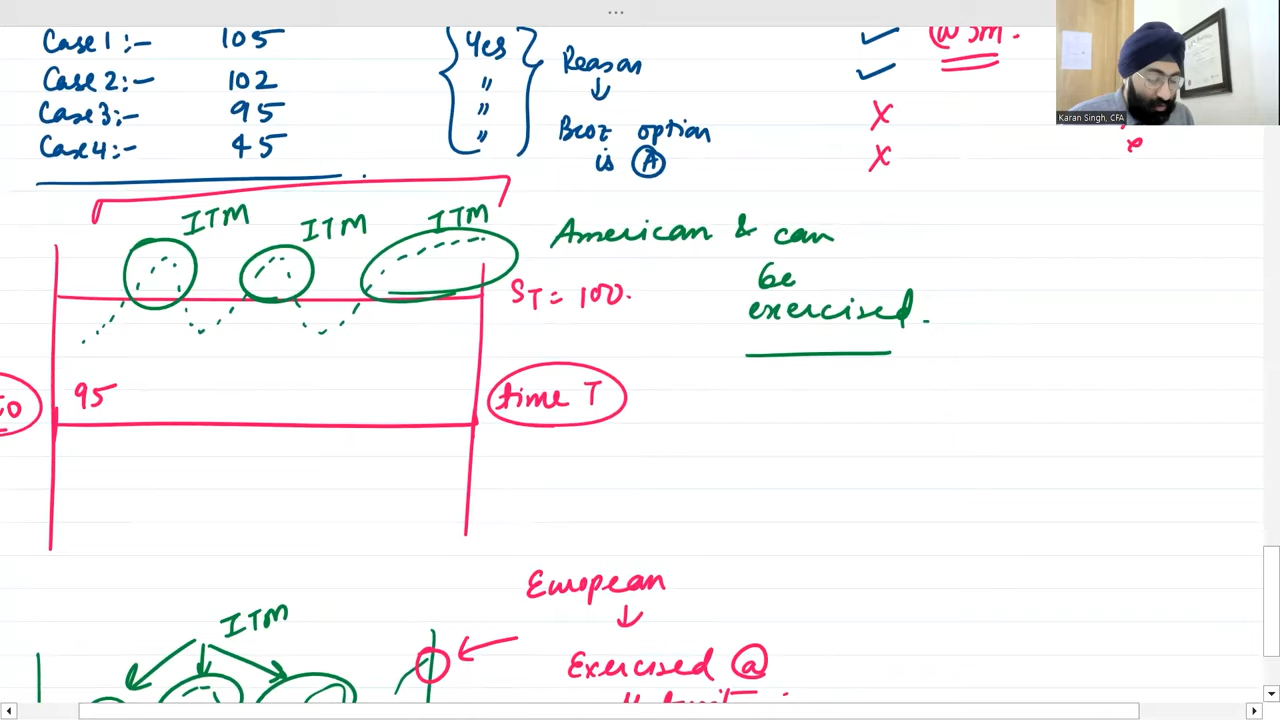 Case 1:- 105 Yes
Case 2:- 102 "
Case 3:- 95 "
Case 4:- 45 "
Reason
Bcoz option
is A
Karan Singh, CFA
ITM ITM ITM
American & can
be
exercised.
ST = 100.
95
time T
European
Exercised @
ITM